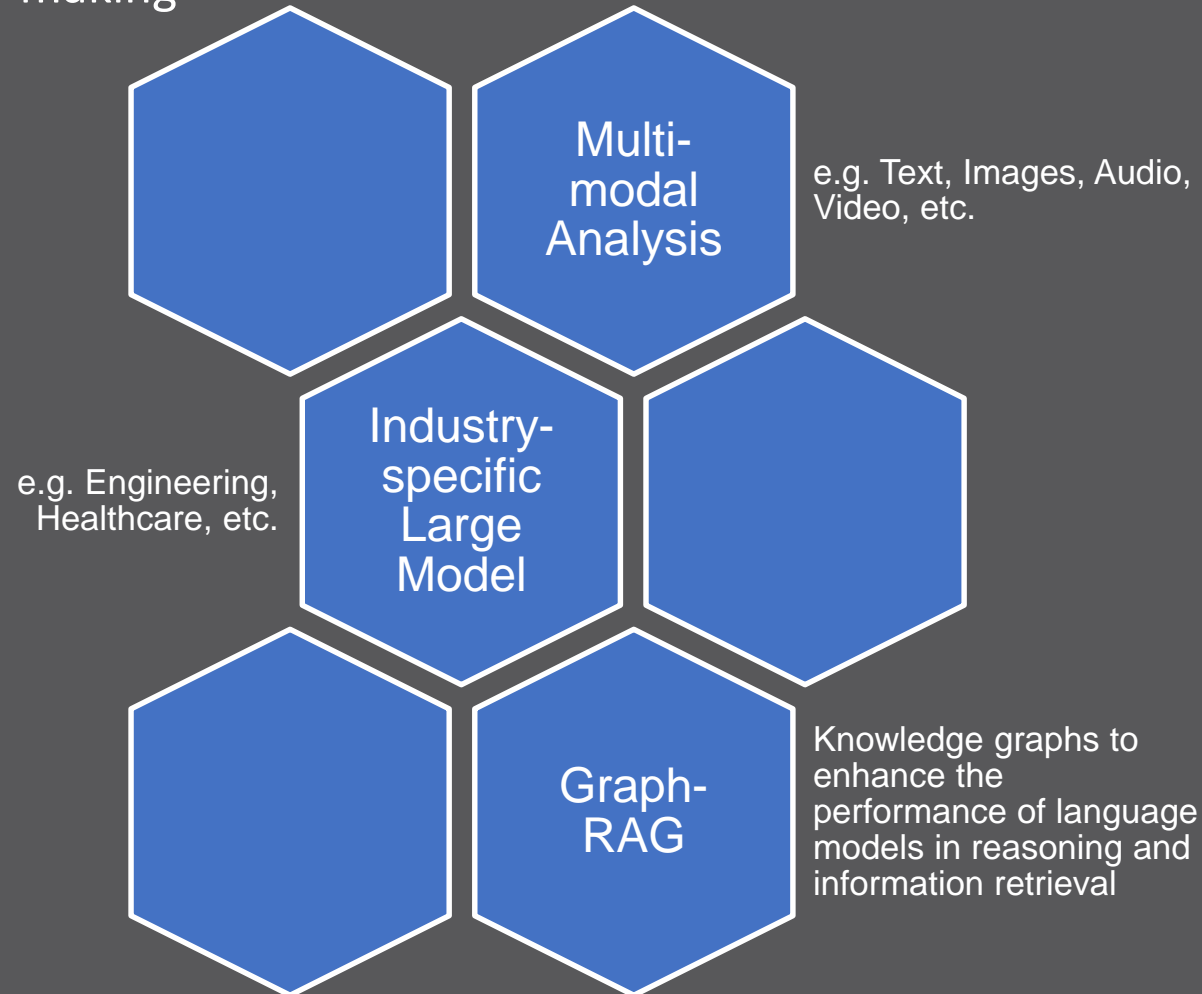 making
Multi-
modal
Analysis
e.g. Text, Images, Audio,
Video, etc.
e.g. Engineering,
Healthcare, etc.
Industry-
specific
Large
Model
Graph-
RAG
Knowledge graphs to
enhance the
performance of language
models in reasoning and
information retrieval